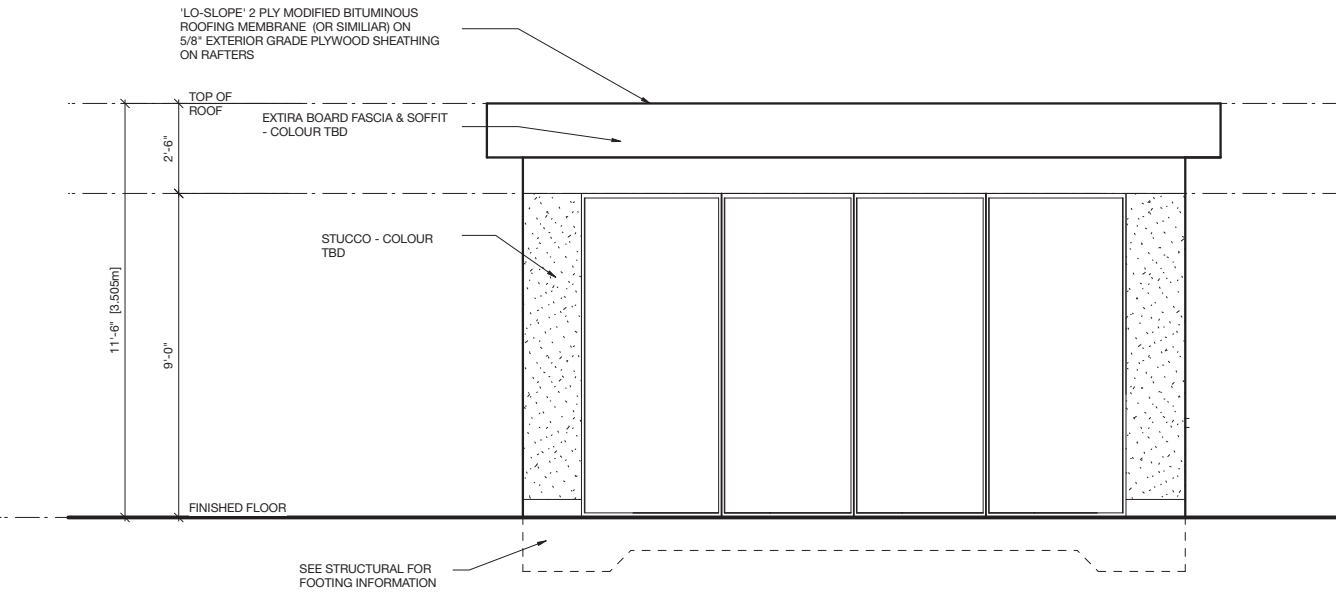 'LO-SLOPE' 2 PLY MODIFIED BITUMINOUS
ROOFING MEMBRANE (OR SIMILIAR) ON
5/8" EXTERIOR GRADE PLYWOOD SHEATHING
ON RAFTERS
TOP OF
ROOF
EXTIRA BOARD FASCIA & SOFFIT
- COLOUR TBD
2'-6"
STUCCO - COLOUR
TBD
11'-6" [3.505m]
9'-0"
FINISHED FLOOR
SEE STRUCTURAL FOR
FOOTING INFORMATION